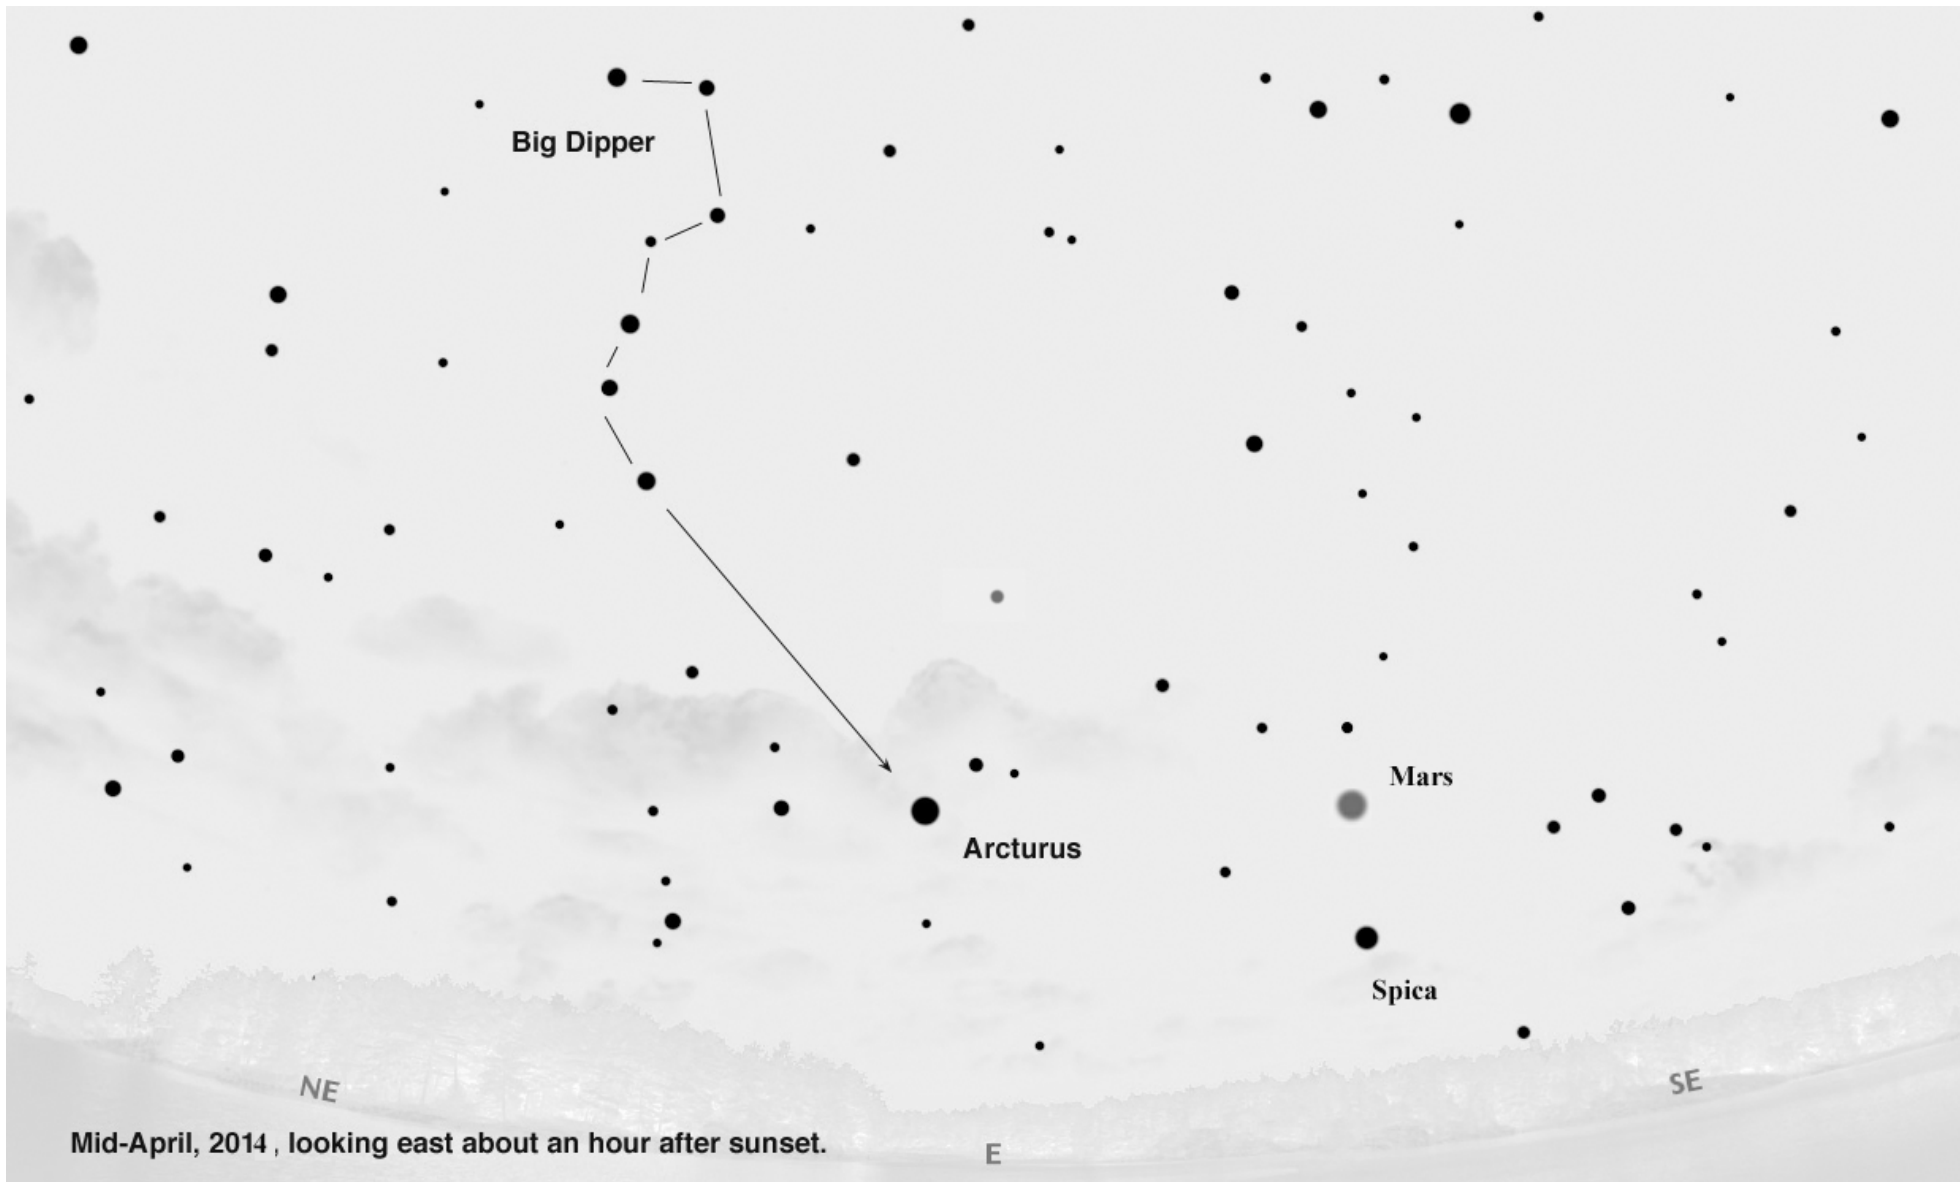 Big Dipper
Mars
Arcturus
Spica
NE
SE
Mid-April, 2014 , looking east about an hour after sunset.
E